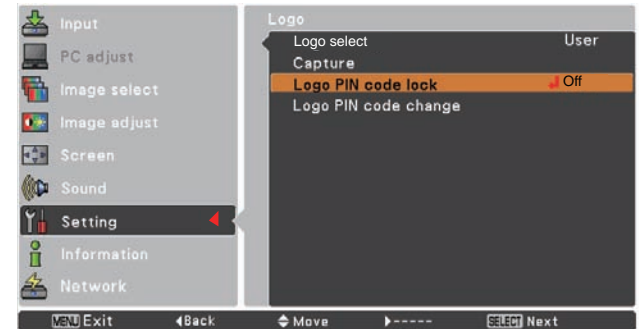 Input
PC adjust
Image select
Image adjust
Screen
Sound
Setting
Information
Network
Logo
Logo select User
Capture
Logo PIN code lock Off
Logo PIN code change
MENU Exit Back Move ----- SELECT Next